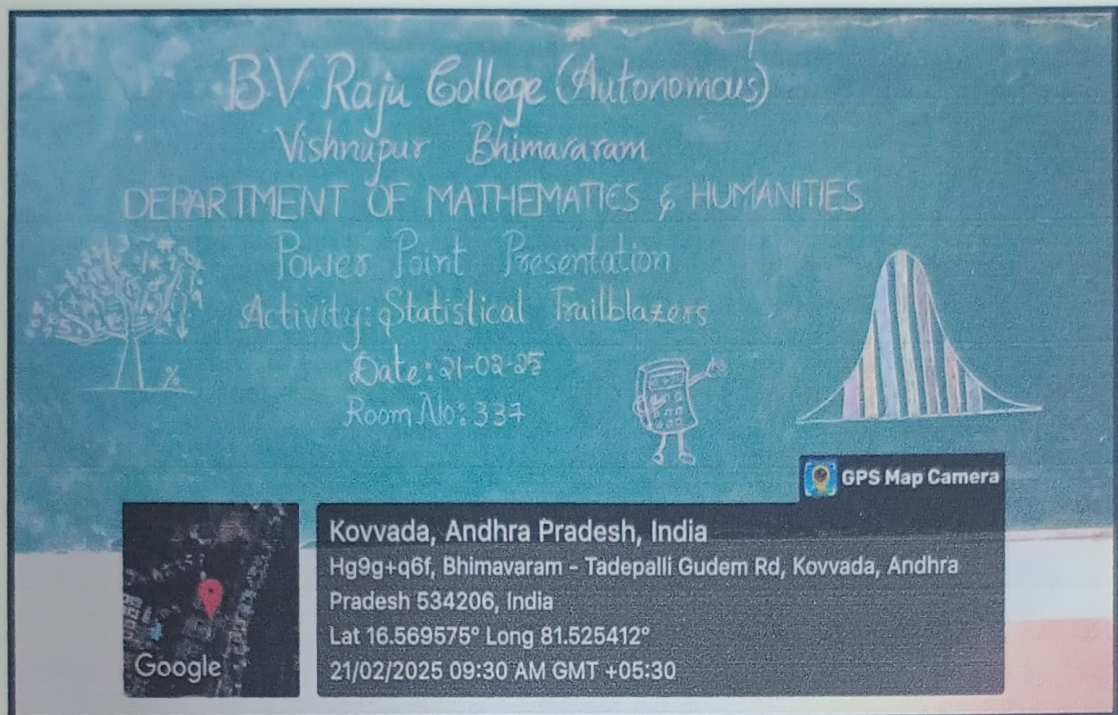 BV Raju College (Autonomous)
Vishnupur Bhimavaram
DEPARTMENT OF MATHEMATICS & HUMANITIES
Power Point Presentation
Activity: Statistical Trailblazers
Date: 21-02-25
Room No: 337
%
GPS Map Camera
Kovvada, Andhra Pradesh, India
Hg9g+q6f, Bhimavaram - Tadepalli Gudem Rd, Kovvada, Andhra
Pradesh 534206, India
Lat 16.569575° Long 81.525412°
21/02/2025 09:30 AM GMT +05:30
Google